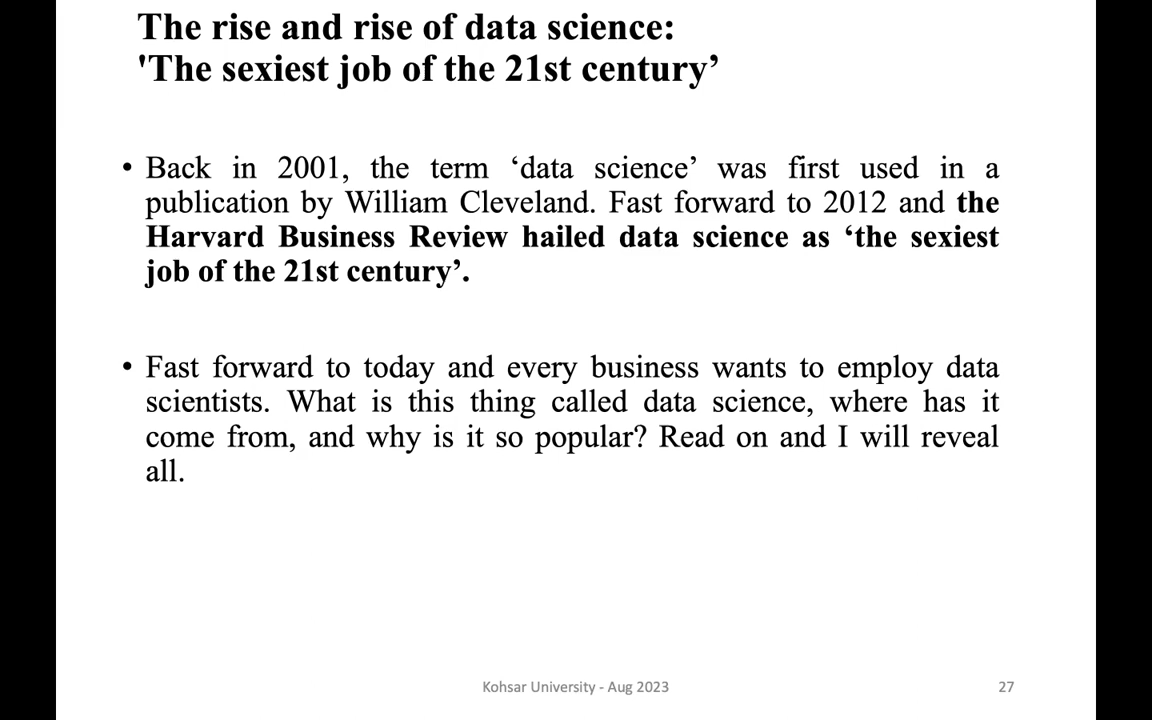 The rise and rise of data science:
'The sexiest job of the 21st century’
• Back in 2001, the term ‘data science’ was first used in a
publication by William Cleveland. Fast forward to 2012 and the
Harvard Business Review hailed data science as ‘the sexiest
job of the 21st century’.
• Fast forward to today and every business wants to employ data
scientists. What is this thing called data science, where has it
come from, and why is it so popular? Read on and I will reveal
all.
Kohsar University - Aug 2023
27